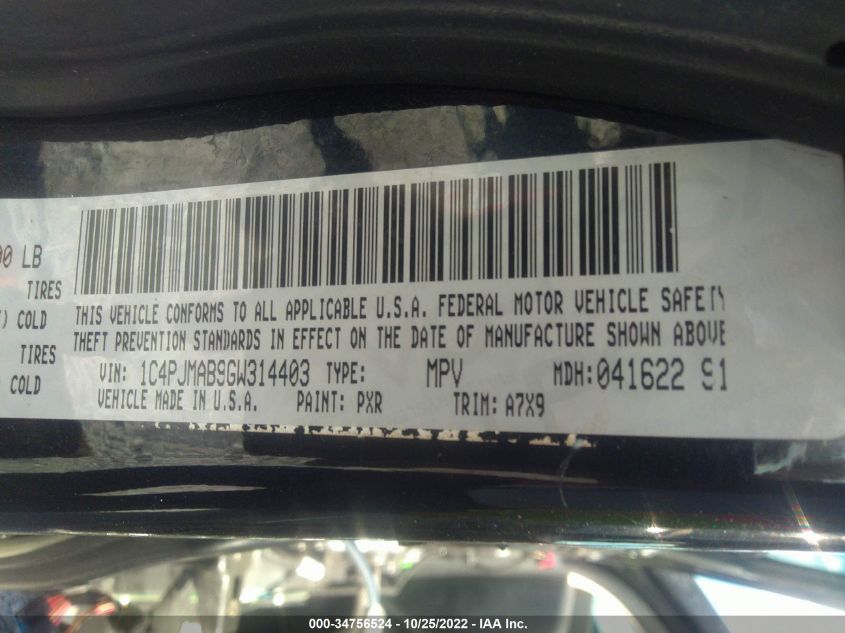 00 LB
TIRES
THIS VEHICLE CONFORMS TO ALL APPLICABLE U.S.A. FEDERAL MOTOR VEHICLE SAFETY
) COLD
THEFT PREVENTION STANDARDS IN EFFECT ON THE DATE OF MANUFACTURE SHOWN ABOVE
TIRES
VIN: 1C4PJMAB9GW314403 TYPE: MPV MDH: 041622 91
COLD
VEHICLE MADE IN U.S.A. PAINT: PXR TRIM: A7X9
000-34756524 - 10/25/2022 - IAA Inc.